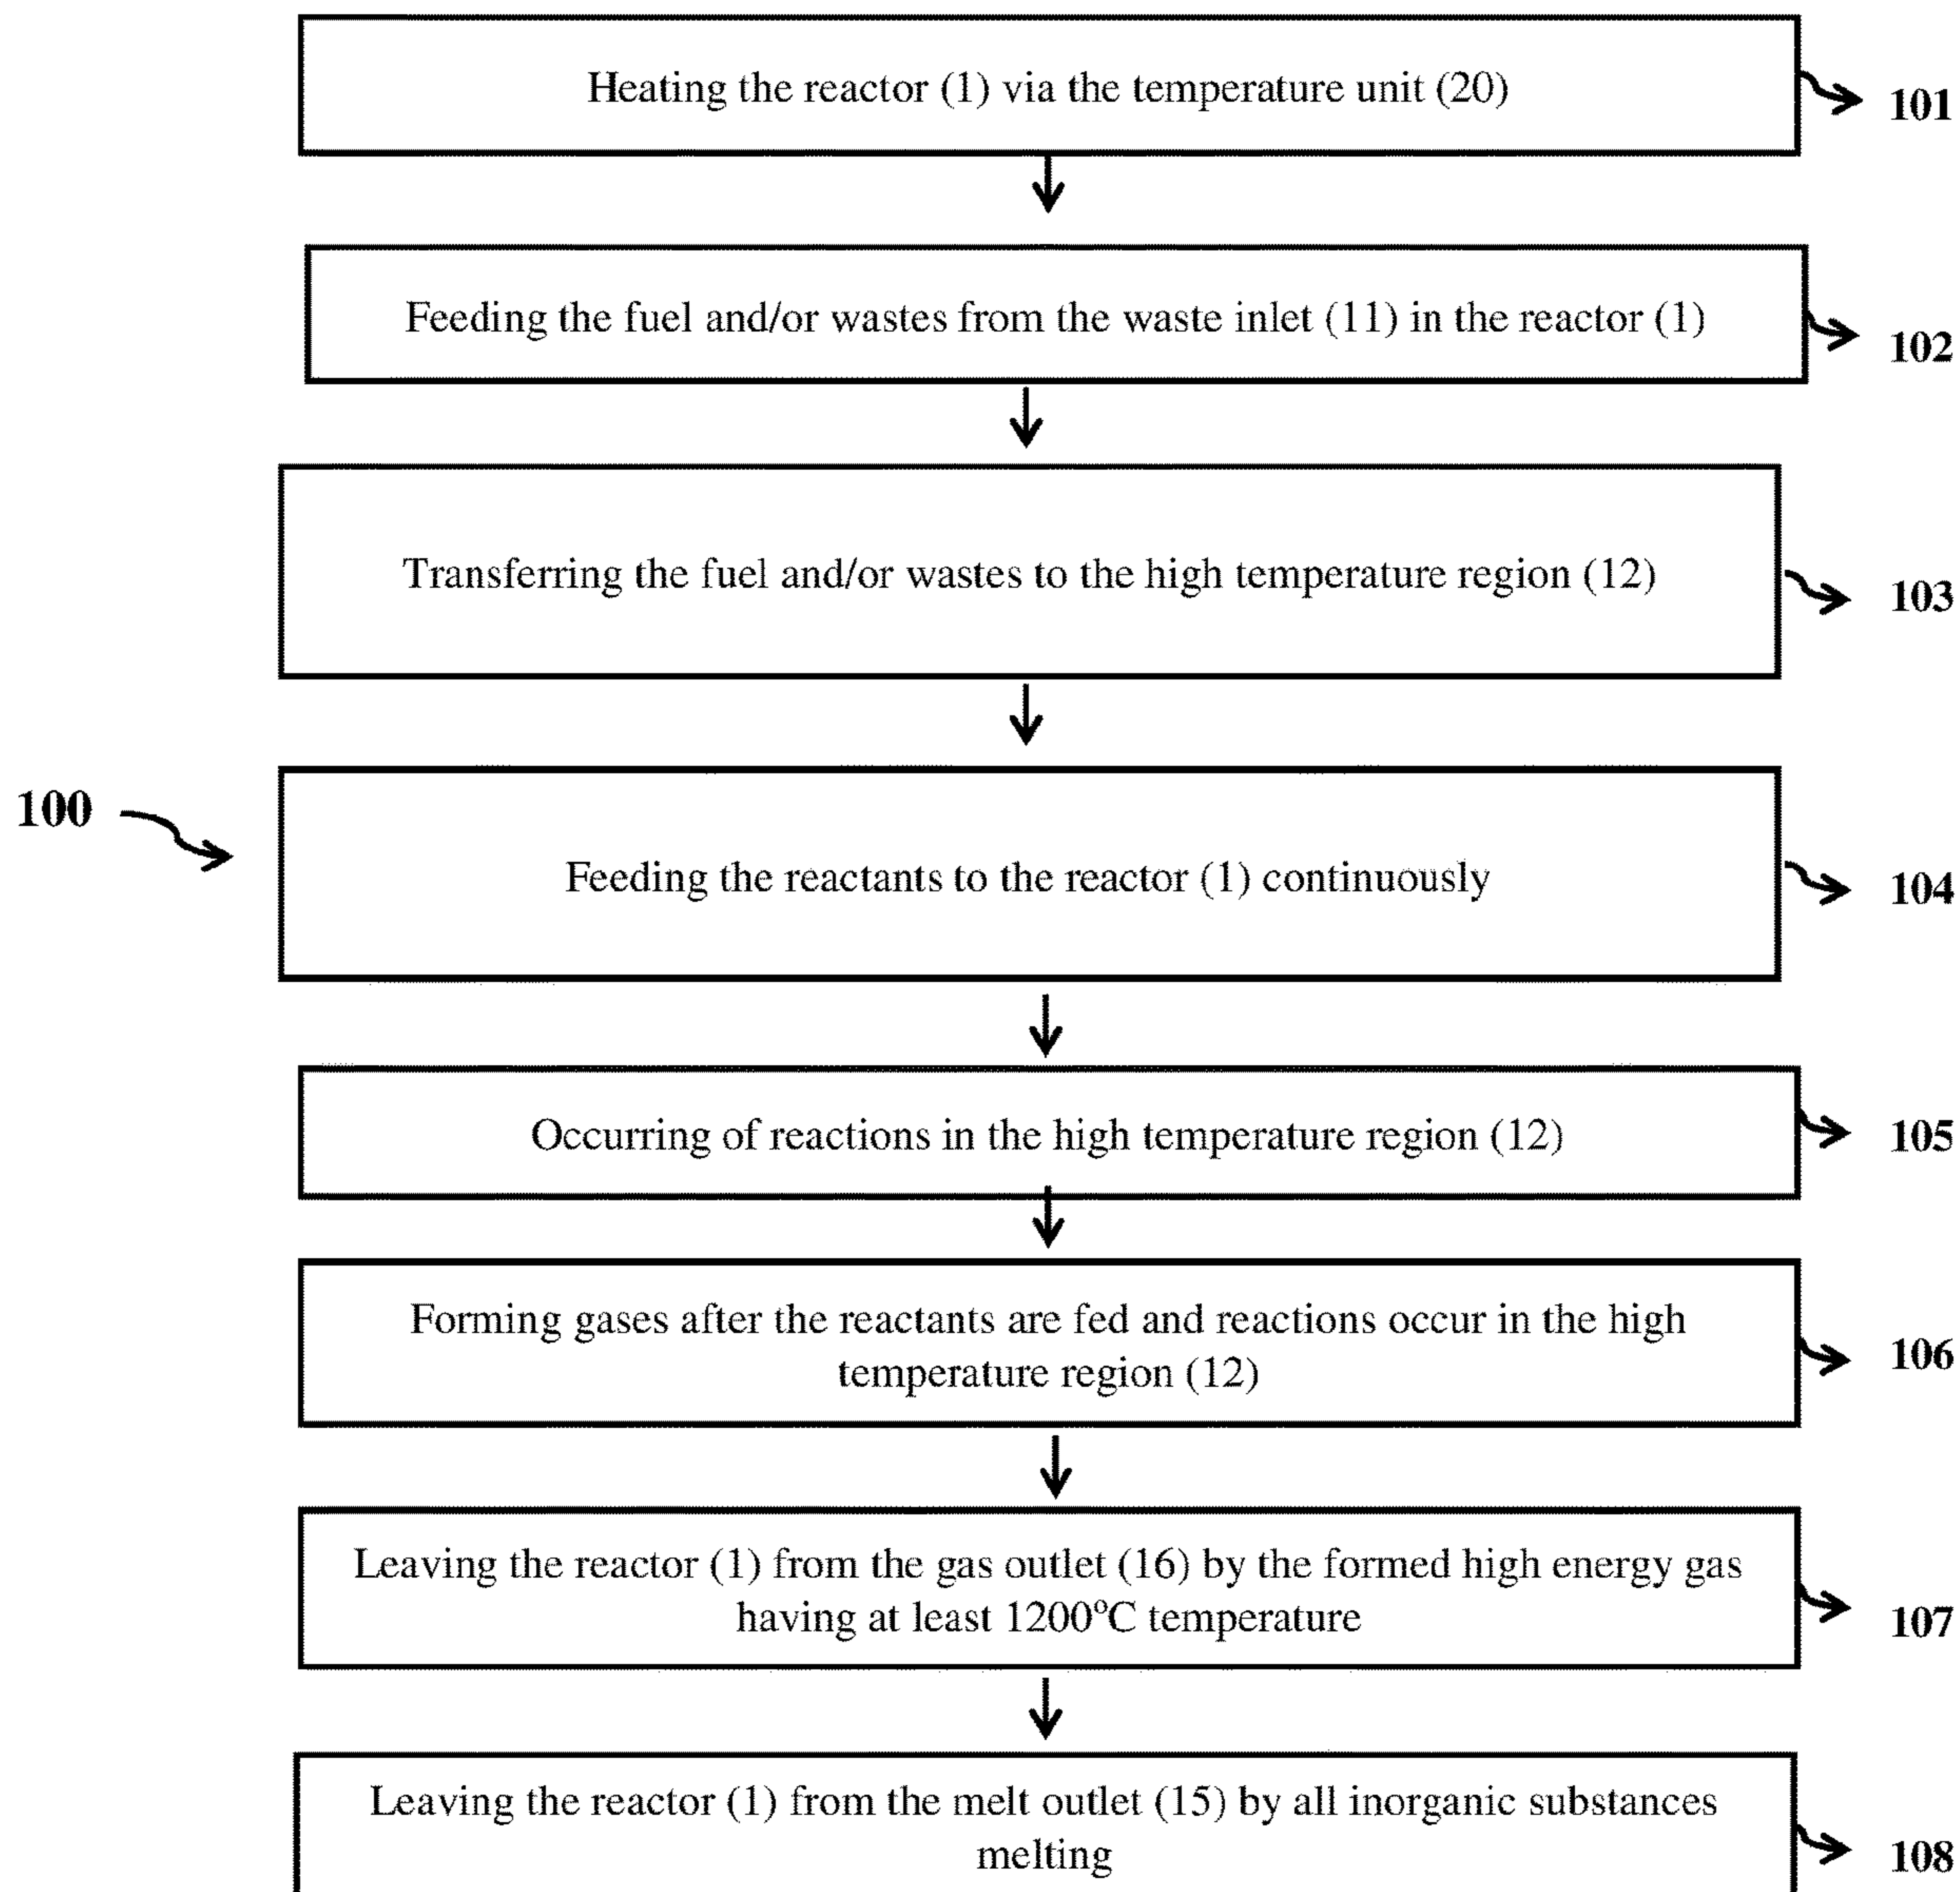 Heating the reactor (1) via the temperature unit (20)
101
Feeding the fuel and/or wastes from the waste inlet (11) in the reactor (1)
102
Transferring the fuel and/or wastes to the high temperature region (12)
103
100
Feeding the reactants to the reactor (1) continuously
104
Occurring of reactions in the high temperature region (12)
105
Forming gases after the reactants are fed and reactions occur in the high
temperature region (12)
106
Leaving the reactor (1) from the gas outlet (16) by the formed high energy gas
having at least 1200°C temperature
107
Leaving the reactor (1) from the melt outlet (15) by all inorganic substances
melting
108